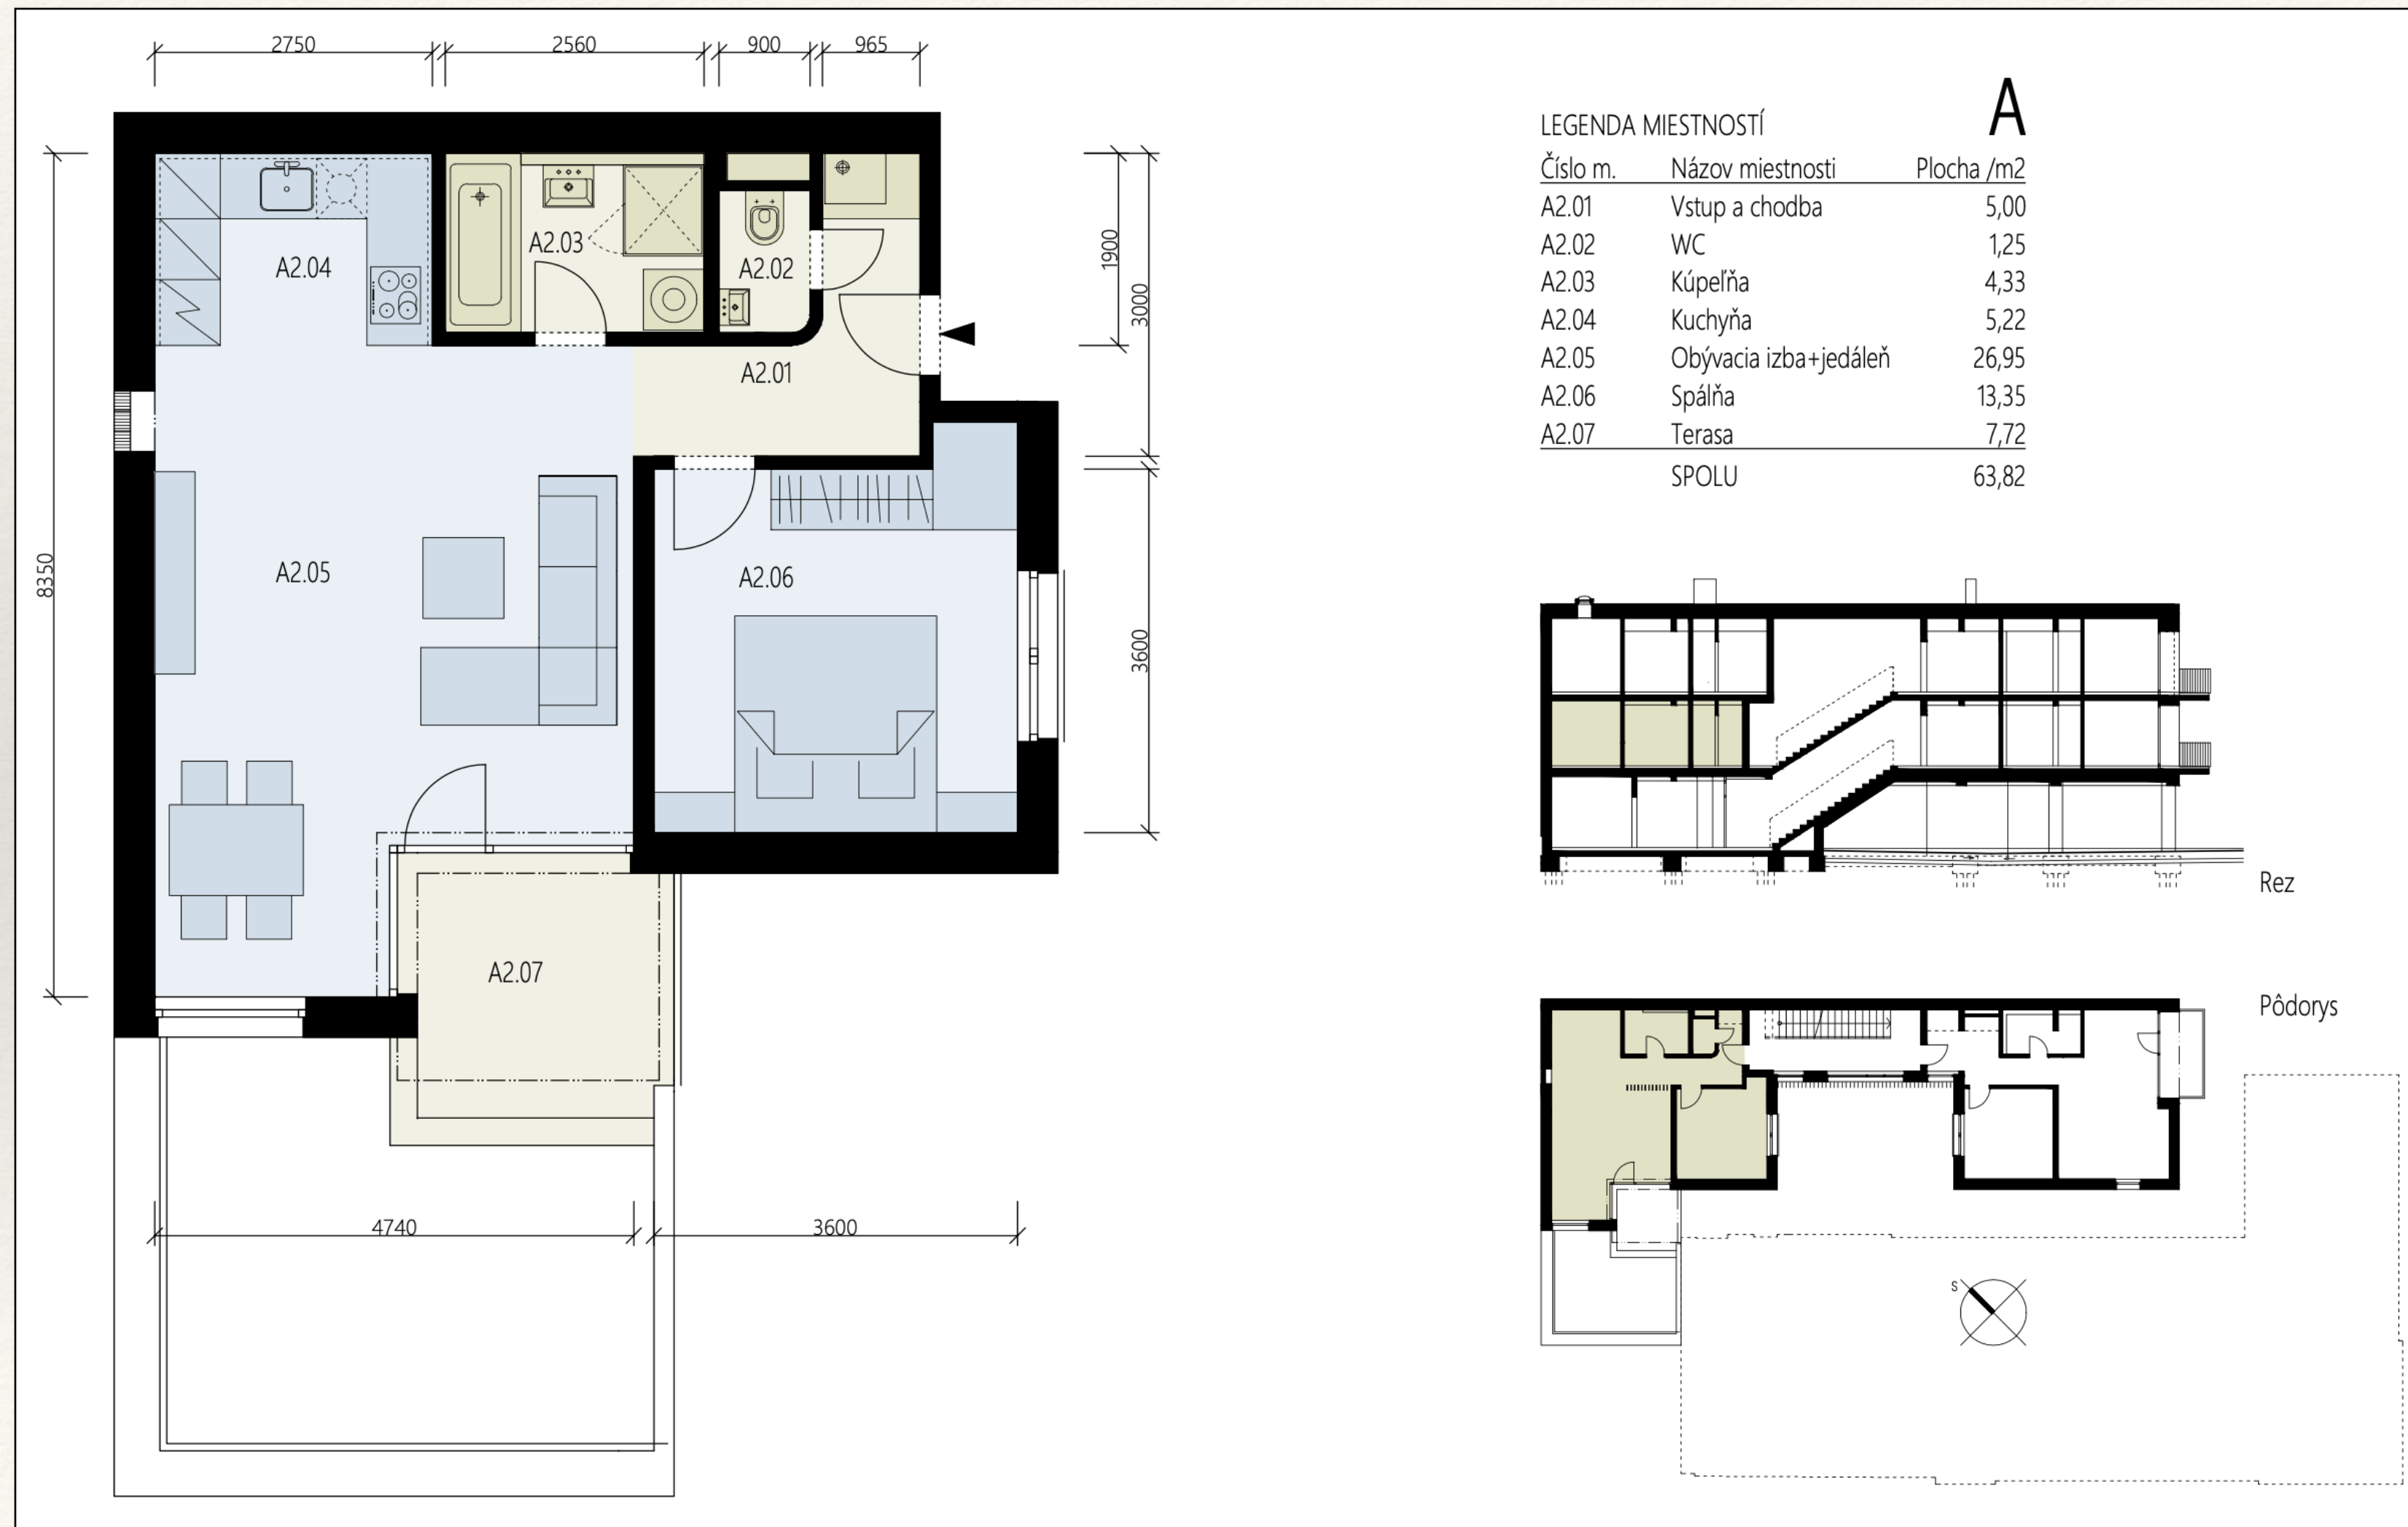 2750 2560 900 965
A
LEGENDA MIESTNOSTÍ
Číslo m. Názov miestnosti Plocha /m2
A2.01 Vstup a chodba 5,00
A2.02 WC 1,25
A2.03 Kúpeľňa 4,33
A2.04 Kuchyňa 5,22
A2.05 Obývacia izba+jedáleň 26,95
A2.06 Spálňa 13,35
A2.07 Terasa 7,72
SPOLU 63,82
A2.03
A2.04
A2.02
1900
3000
A2.01
8350
A2.05
A2.06
3600
A2.07
4740 3600
Rez
Pôdorys
S